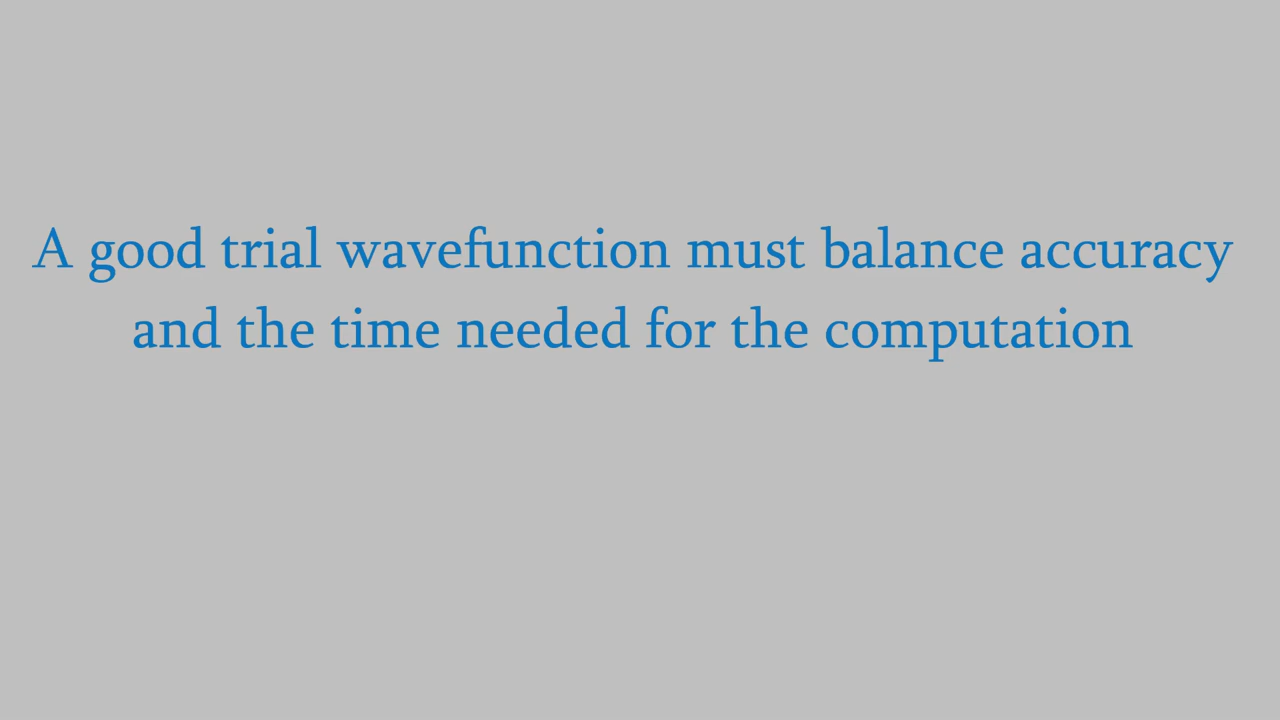 A good trial wavefunction must balance accuracy
and the time needed for the computation